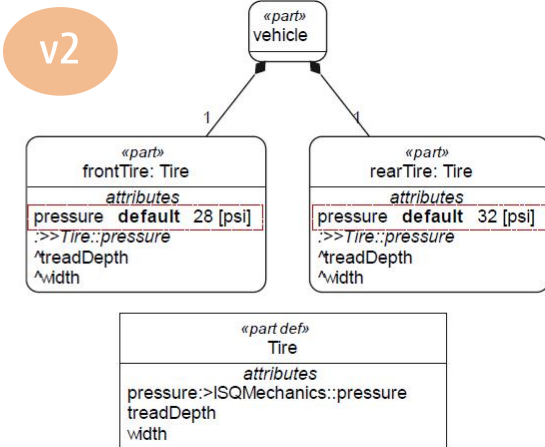 v2
«part»
vehicle
1
1
«part»
frontTire: Tire
attributes
pressure default 28 [psi]
:>>Tire::pressure
^treadDepth
^width
«part»
rearTire: Tire
attributes
pressure default 32 [psi]
:>>Tire::pressure
^treadDepth
^width
«part def»
Tire
attributes
pressure:>ISQMechanics::pressure
treadDepth
width